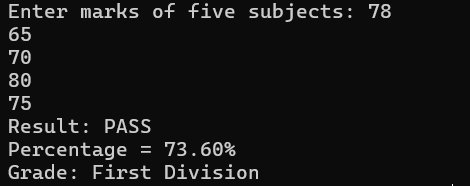 Enter marks of five subjects: 78
65
70
80
75
Result: PASS
Percentage = 73.60%
Grade: First Division